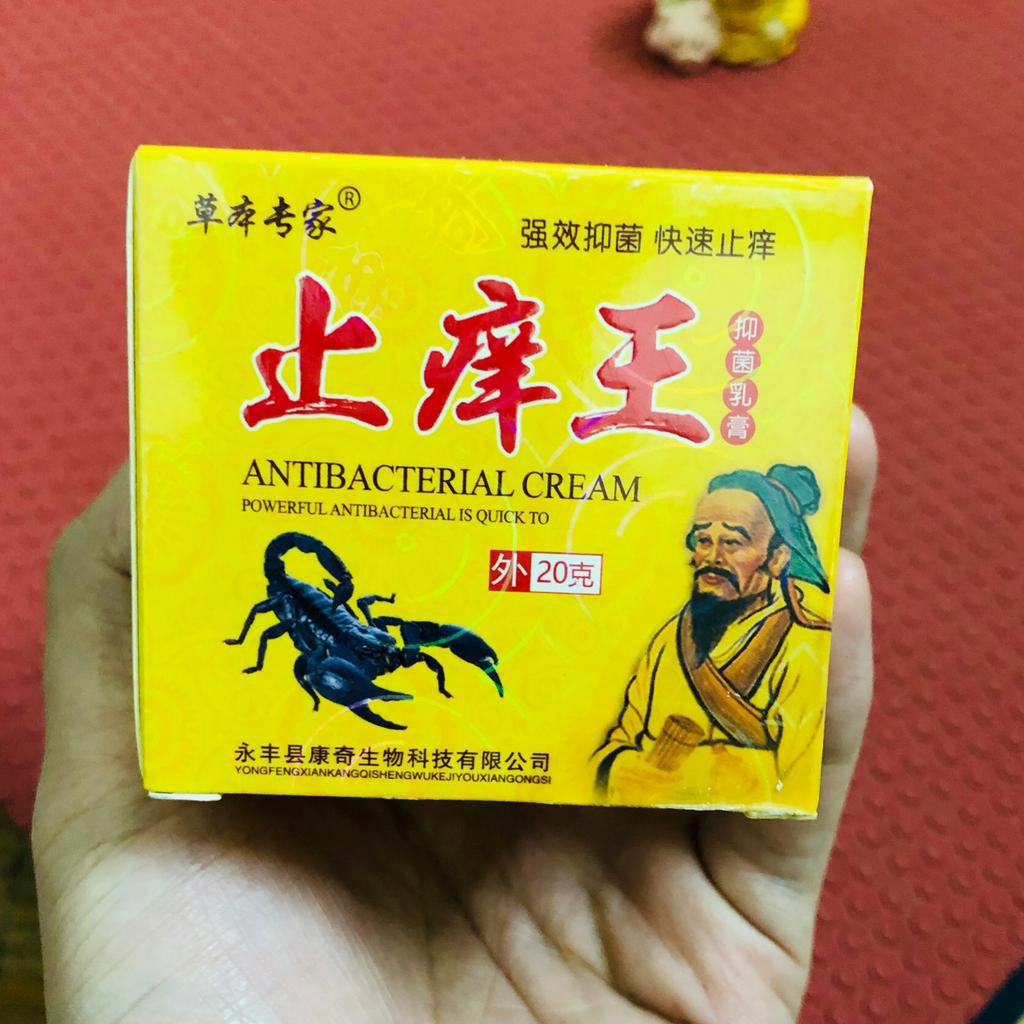 草本专家®
强效抑菌 快速止痒
止痒王
抑菌乳膏
ANTIBACTERIAL CREAM
POWERFUL ANTIBACTERIAL IS QUICK TO
外 20克
永丰县康奇生物科技有限公司
YONGFENGXIANKANGQISHENGWUKEJIYOUXIANGONGSI